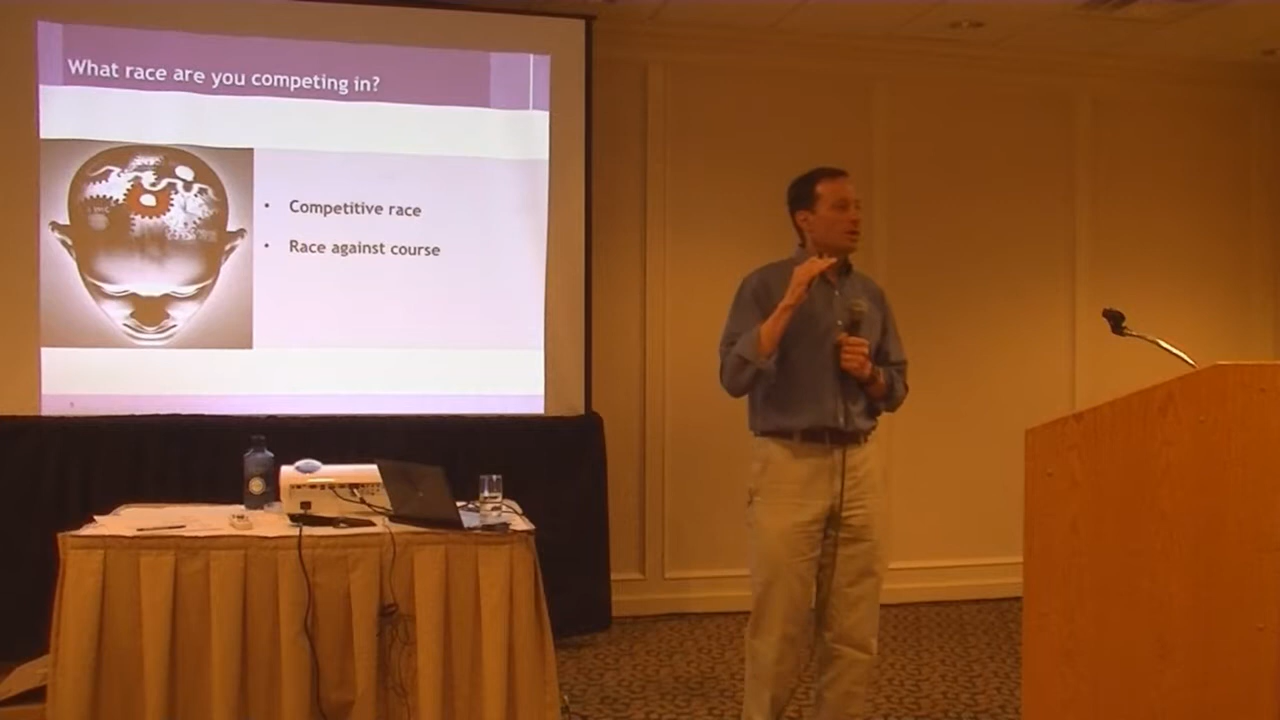 What race are you competing in?
• Competitive race
• Race against course